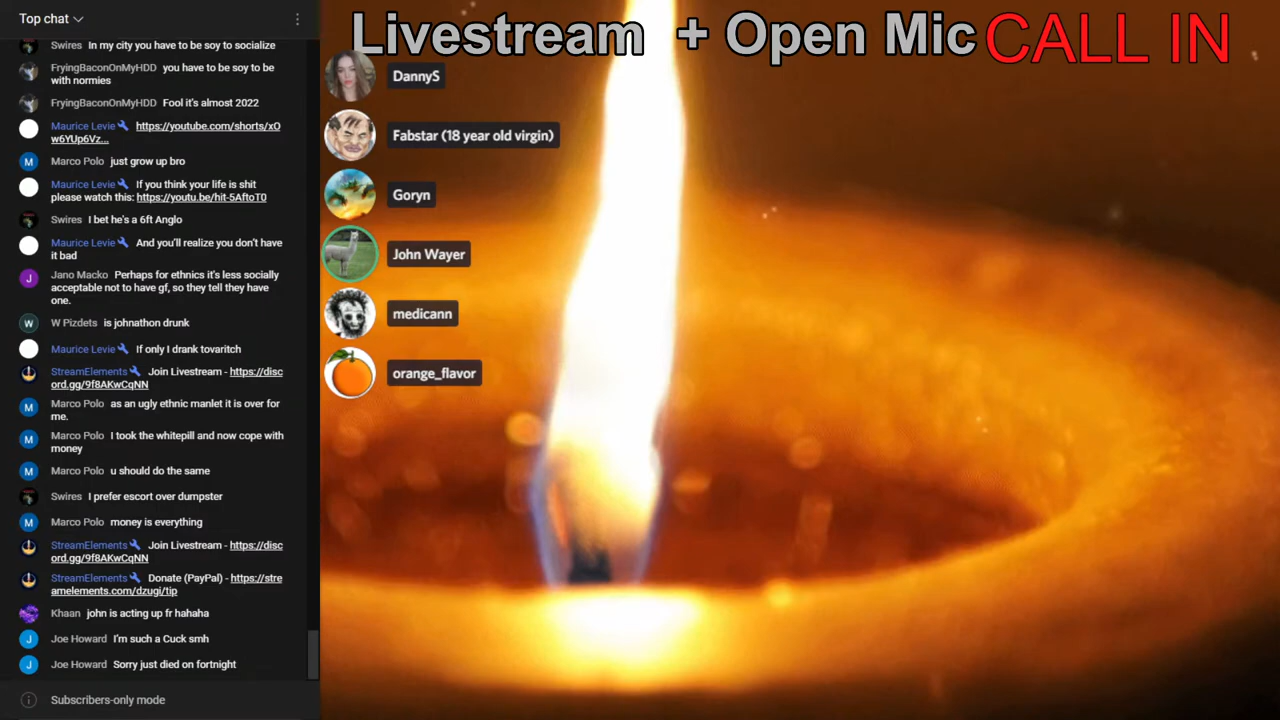 Top chat
Swires In my city you have to be soy to socialize
FryingBaconOnMyHDD you have to be soy to be
with normies
FryingBaconOnMyHDD Fool it's almost 2022
Maurice Levie https://youtube.com/shorts/xO
w6YUp6Vz...
Marco Polo just grow up bro
Maurice Levie If you think your life is shit
please watch this: https://youtu.be/hit-5AftoT0
Swires I bet he's a 6ft Anglo
Maurice Levie And you'll realize you don't have
it bad
Jano Macko Perhaps for ethnics it's less socially
acceptable not to have gf, so they tell they have
one.
W Pizdets is johnathon drunk
Maurice Levie If only I drank tovaritch
StreamElements Join Livestream - https://disc
ord.gg/9f8AKwCqNN
Marco Polo as an ugly ethnic manlet it is over for
me.
Marco Polo I took the whitepill and now cope with
money
Marco Polo u should do the same
Swires I prefer escort over dumpster
Marco Polo money is everything
StreamElements Join Livestream - https://disc
ord.gg/9f8AKwCqNN
StreamElements Donate (PayPal) - https://stre
amelements.com/dzugi/tip
Khaan john is acting up fr hahaha
Joe Howard I'm such a Cuck smh
Joe Howard Sorry just died on fortnight
Subscribers-only mode
Livestream + Open Mic CALL IN
DannyS
Fabstar (18 year old virgin)
Goryn
John Wayer
medicann
orange_flavor